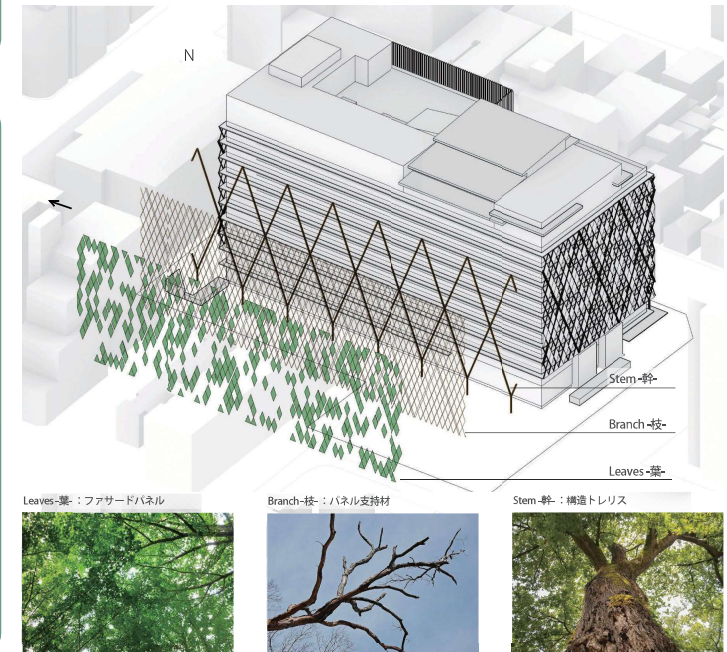 N
Stem -幹-
Branch -枝-
Leaves -葉-
Leaves -葉- : ファサードパネル
Branch -枝- : パネル支持材
Stem -幹- : 構造トレリス